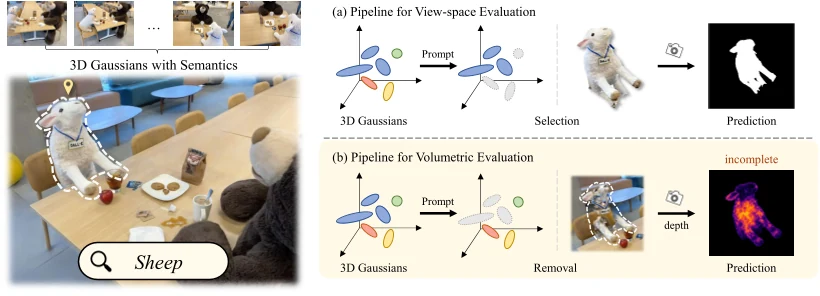 ...
3D Gaussians with Semantics
Sheep
(a) Pipeline for View-space Evaluation
Prompt
3D Gaussians
Selection
Prediction
(b) Pipeline for Volumetric Evaluation
incomplete
Prompt
depth
3D Gaussians
Removal
Prediction